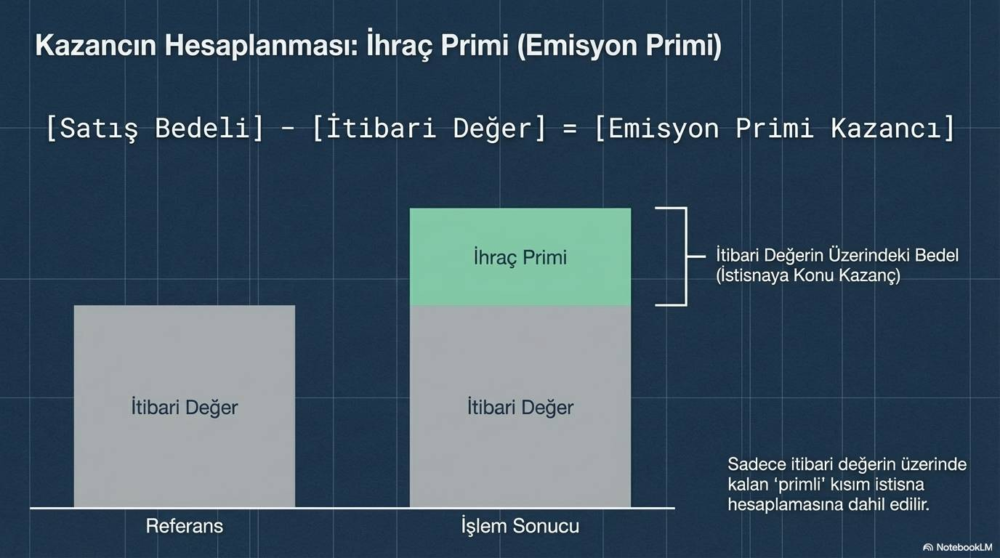 Kazancın Hesaplanması: İhraç Primi (Emisyon Primi)
[Satış Bedeli] - [İtibari Değer] = [Emisyon Primi Kazancı]
İhraç Primi
İtibari Değerin Üzerindeki Bedel
(İstisnaya Konu Kazanç)
İtibari Değer
İtibari Değer
Sadece itibari değerin üzerinde
kalan ‘primli’ kısım istisna
hesaplamasına dahil edilir.
Referans
İşlem Sonucu
NotebookLM